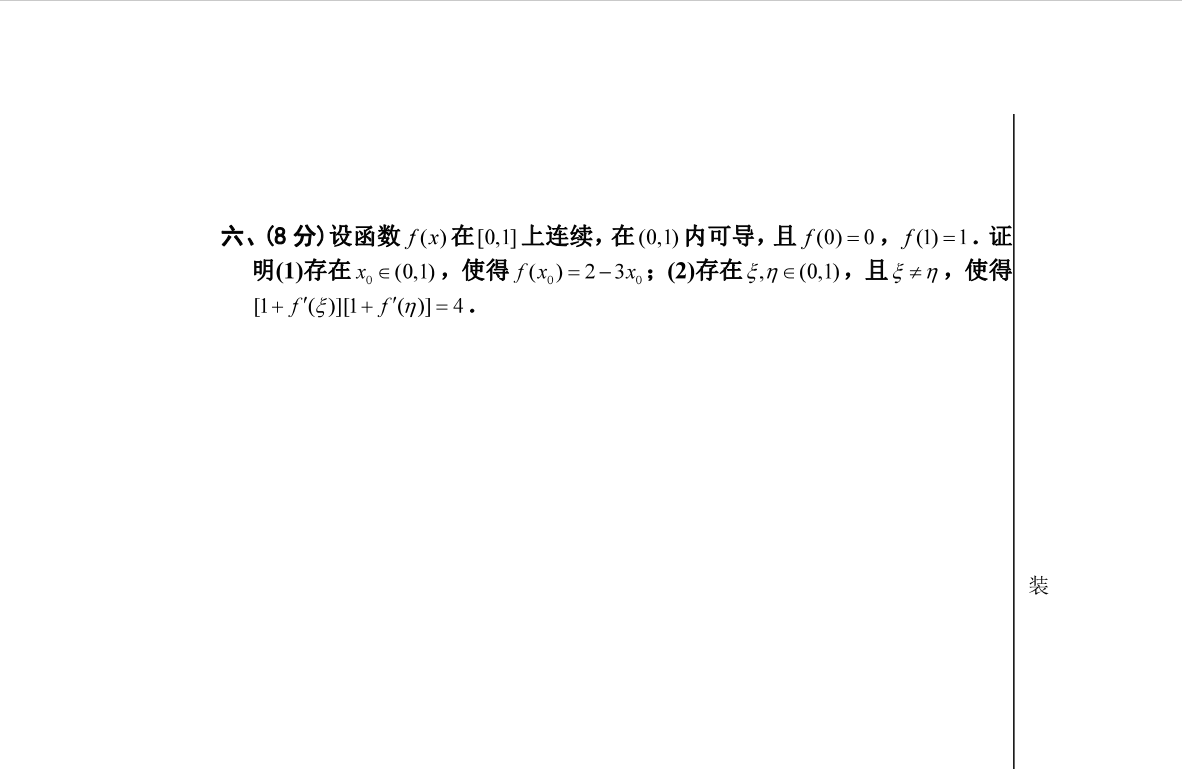 六、(8 分) 设函数 f(x) 在[0,1] 上连续，在 (0,1) 内可导，且 f(0)=0，f(1)=1．证
明(1)存在 x₀∈(0,1)，使得 f(x₀)=2−3x₀；(2)存在 ξ,η∈(0,1)，且 ξ≠η，使得
[1+f′(ξ)][1+f′(η)]=4．
装